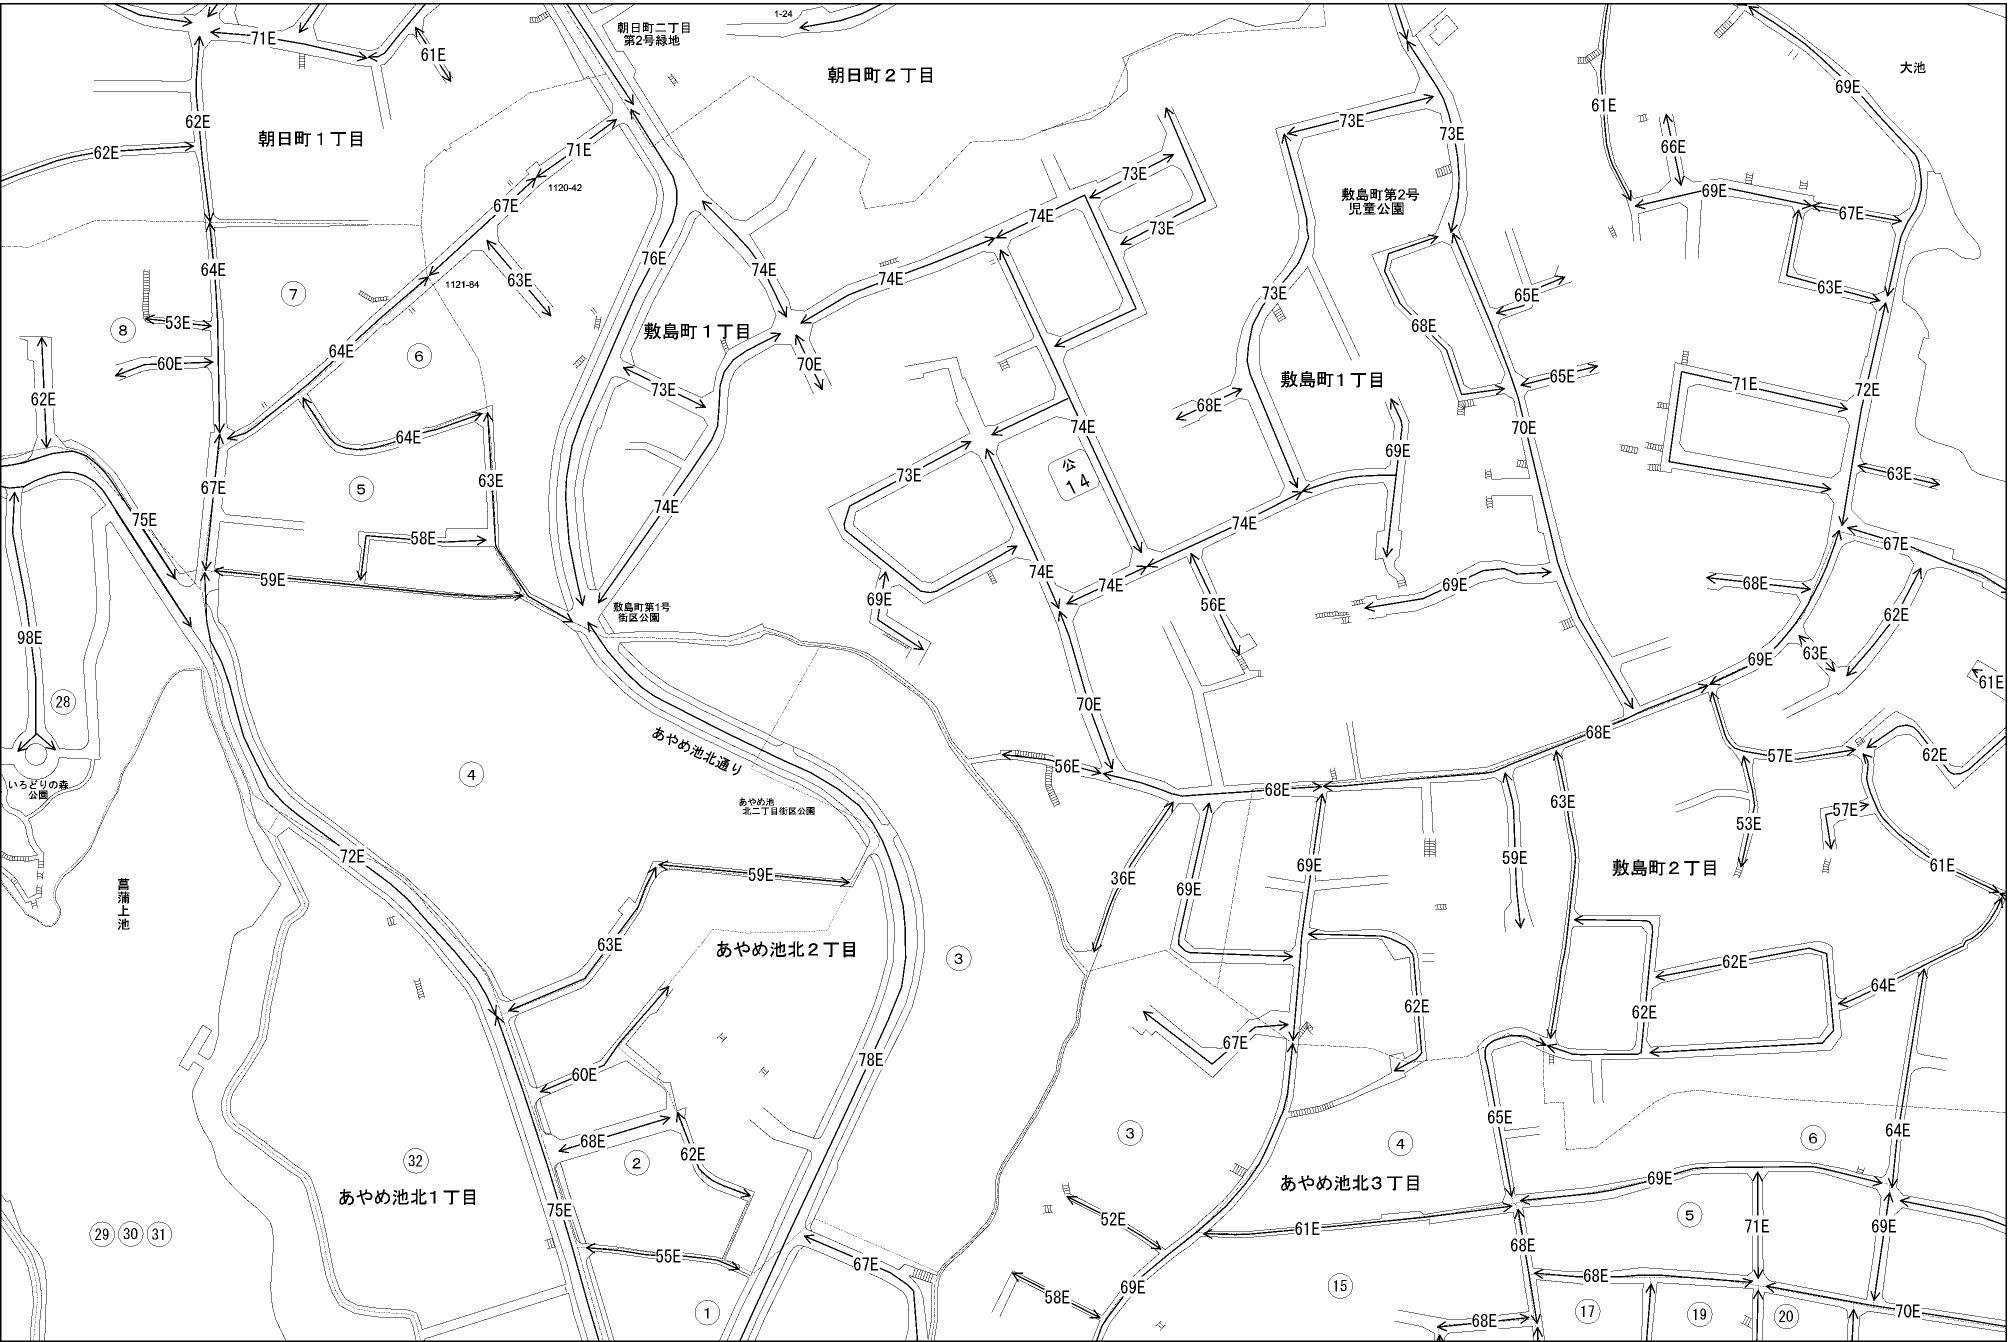 1-24
朝日町二丁目
第2号緑地
71E
61E
朝日町２丁目
大池
69E
61E
73E
73E
62E
朝日町１丁目
62E
71E
66E
1120-42
73E
67E
敷島町第2号
児童公園
69E
67E
74E
73E
76E
64E
74E
74E
63E
1121-84
7
73E
65E
63E
8
53E
敷島町１丁目
68E
64E
6
60E
70E
敷島町１丁目
65E
73E
71E
72E
62E
68E
64E
74E
70E
69E
公
14
73E
63E
63E
67E
5
74E
75E
74E
58E
67E
59E
74E
74E
69E
68E
69E
56E
敷島町第1号
街区公園
62E
98E
63E
69E
61E
28
70E
68E
あやめ池北通り
57E
62E
56E
4
いろどりの森
公園
68E
63E
あやめ池
北二丁目街区公園
57E
53E
72E
59E
69E
59E
61E
敷島町２丁目
36E
69E
菖蒲上池
63E
あやめ池北２丁目
3
62E
64E
62E
62E
67E
78E
60E
65E
3
4
64E
6
68E
62E
2
32
あやめ池北１丁目
あやめ池北３丁目
69E
75E
52E
61E
5
71E
69E
29
30
31
68E
55E
67E
68E
69E
15
58E
1
17
19
20
70E
68E